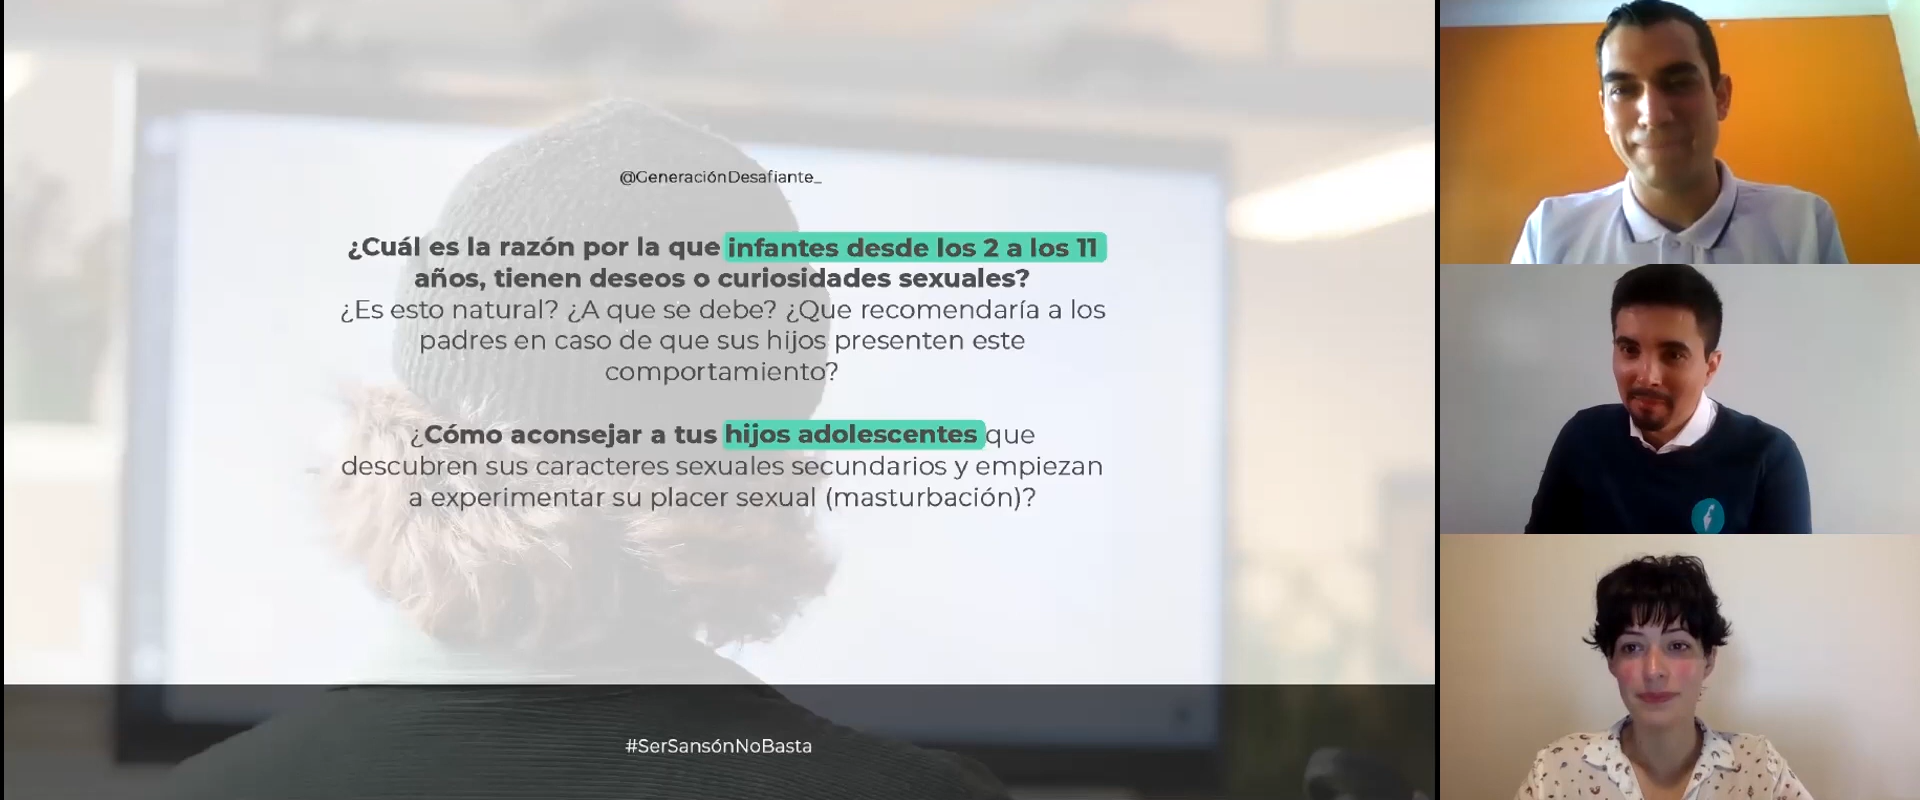 @GeneraciónDesafiante_
¿Cuál es la razón por la que infantes desde los 2 a los 11
años, tienen deseos o curiosidades sexuales?
¿Es esto natural? ¿A que se debe? ¿Que recomendaría a los
padres en caso de que sus hijos presenten este
comportamiento?
¿Cómo aconsejar a tus hijos adolescentes que
descubren sus caracteres sexuales secundarios y empiezan
a experimentar su placer sexual (masturbación)?
#SerSansónNoBasta